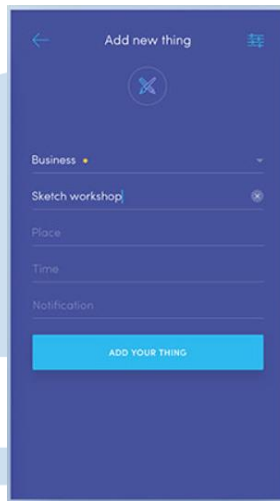 Add new thing
Business
Sketch workshop
Place
Time
Notification
ADD YOUR THING